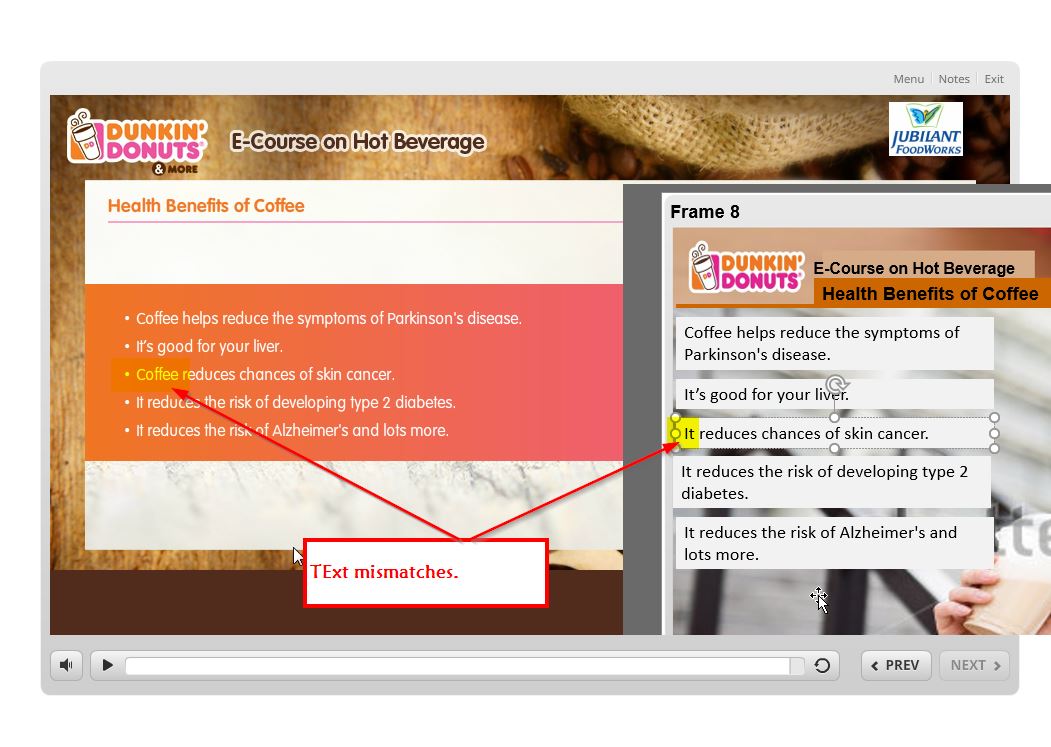 Menu Notes Exit
DUNKIN'
DONUTS
& MORE
E-Course on Hot Beverage
JUBILANT
FOODWORKS
Health Benefits of Coffee
• Coffee helps reduce the symptoms of Parkinson's disease.
• It's good for your liver.
• Coffee reduces chances of skin cancer.
• It reduces the risk of developing type 2 diabetes.
• It reduces the risk of Alzheimer's and lots more.
Frame 8
DUNKIN'
DONUTS
E-Course on Hot Beverage
Health Benefits of Coffee
Coffee helps reduce the symptoms of
Parkinson's disease.
It’s good for your liver.
It reduces chances of skin cancer.
It reduces the risk of developing type 2
diabetes.
It reduces the risk of Alzheimer's and
lots more.
TExt mismatches.
PREV
NEXT